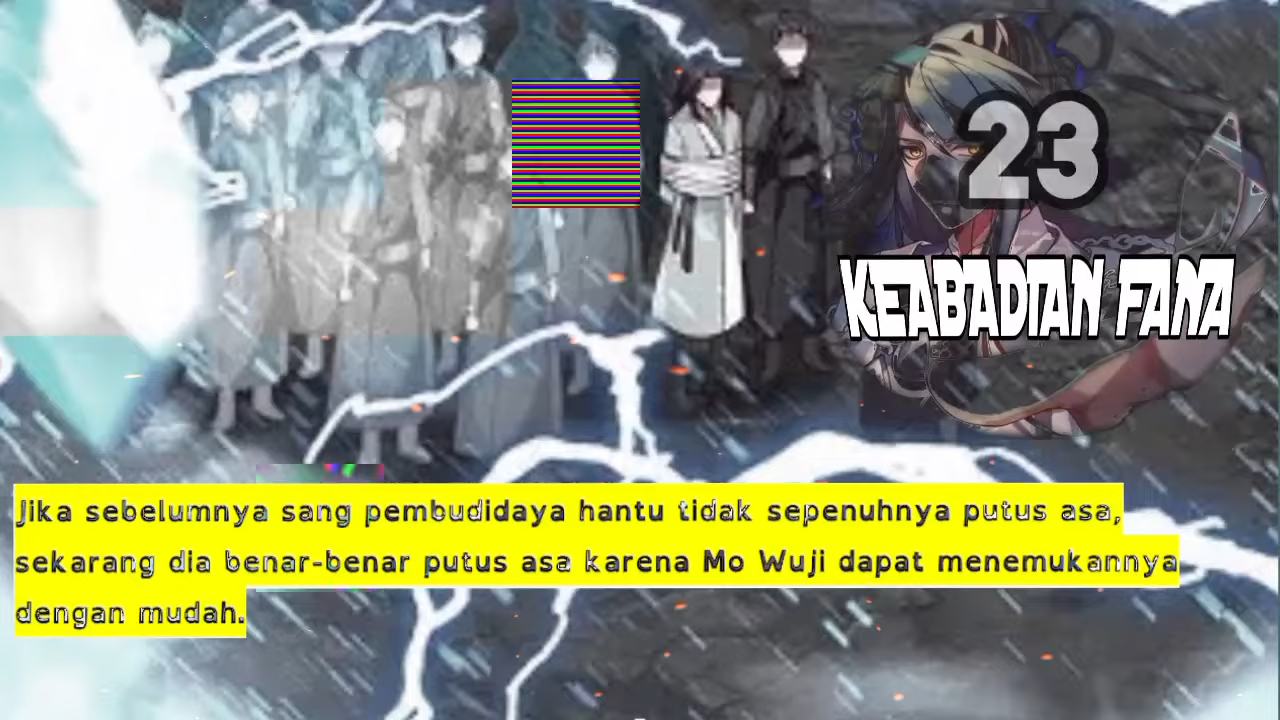 23
KEABADIAN FANA
Jika sebelumnya sang pembudidaya hantu tidak sepenuhnya putus asa,
sekarang dia benar-benar putus asa karena Mo Wuji dapat menemukannya
dengan mudah.